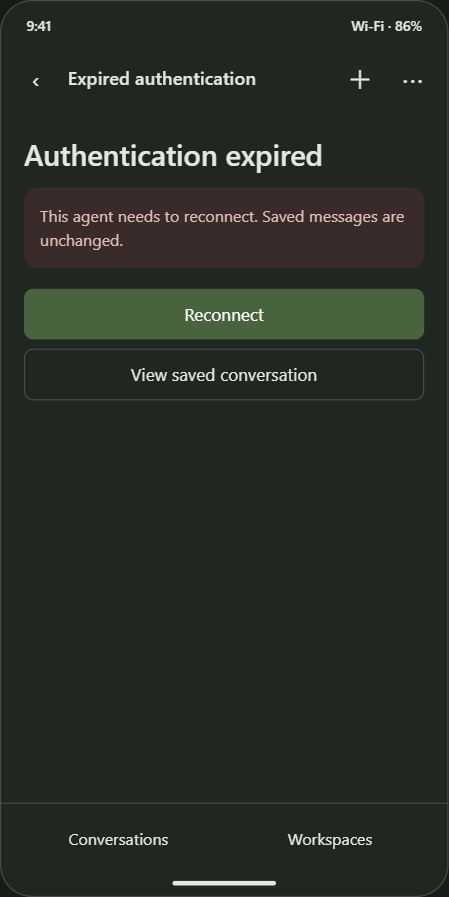 9:41
Wi-Fi · 86%
‹ Expired authentication + ...
Authentication expired
This agent needs to reconnect. Saved messages are
unchanged.
Reconnect
View saved conversation
Conversations
Workspaces